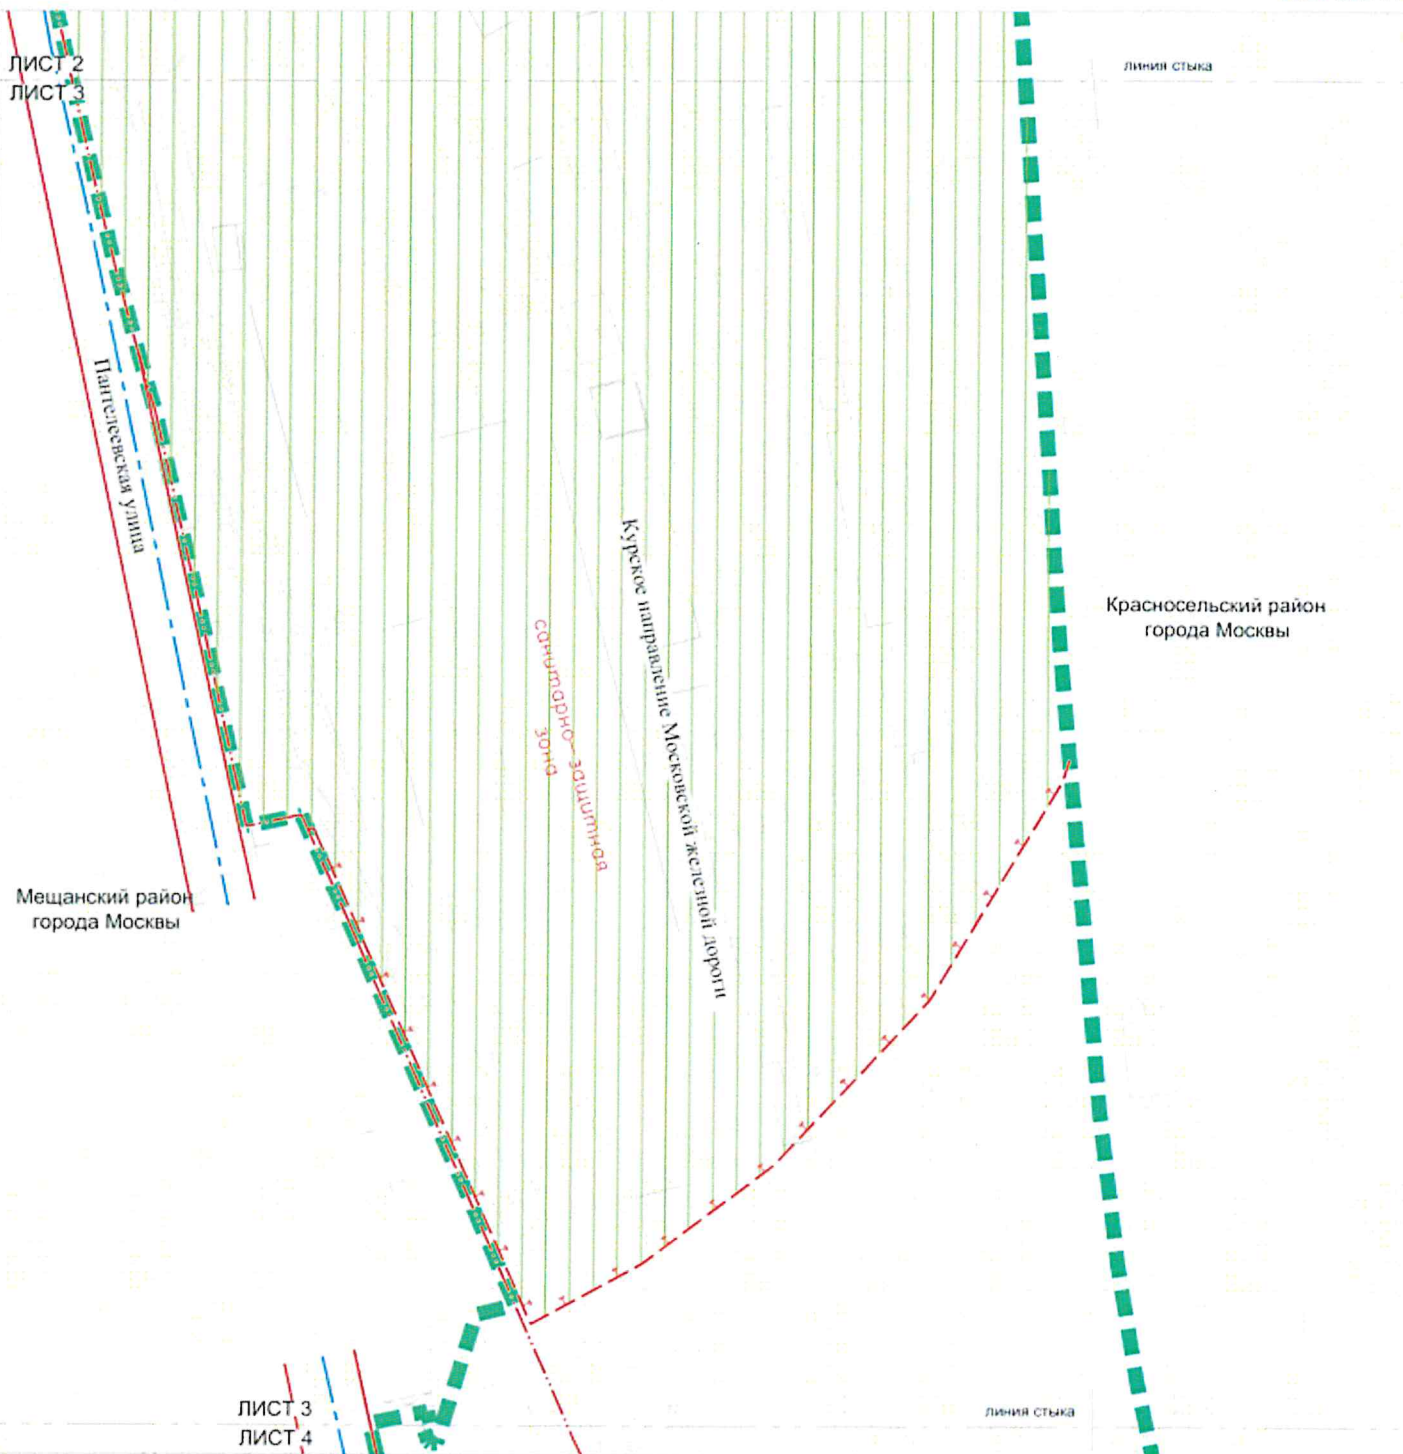 ЛИСТ 2
ЛИСТ 3
линия стыка
Пантелеевская улица
Курское направление Московской железной дороги
санитарно-защитная
зона
Красносельский район
города Москвы
Мещанский район
города Москвы
ЛИСТ 3
ЛИСТ 4
линия стыка